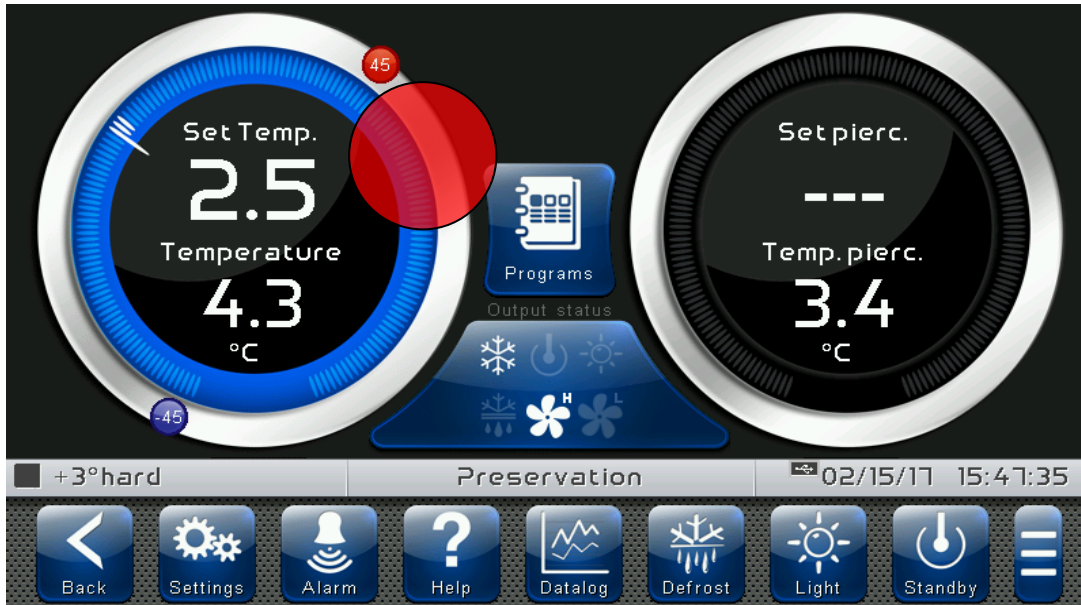 45
Set Temp.
2.5
Temperature
4.3
°C
-45
Programs
Output status
H
L
Set pierc.
---
Temp. pierc.
3.4
°C
+3°hard
Preservation
02/15/17 15:47:35
Back
Settings
Alarm
?
Help
Datalog
Defrost
Light
Standby